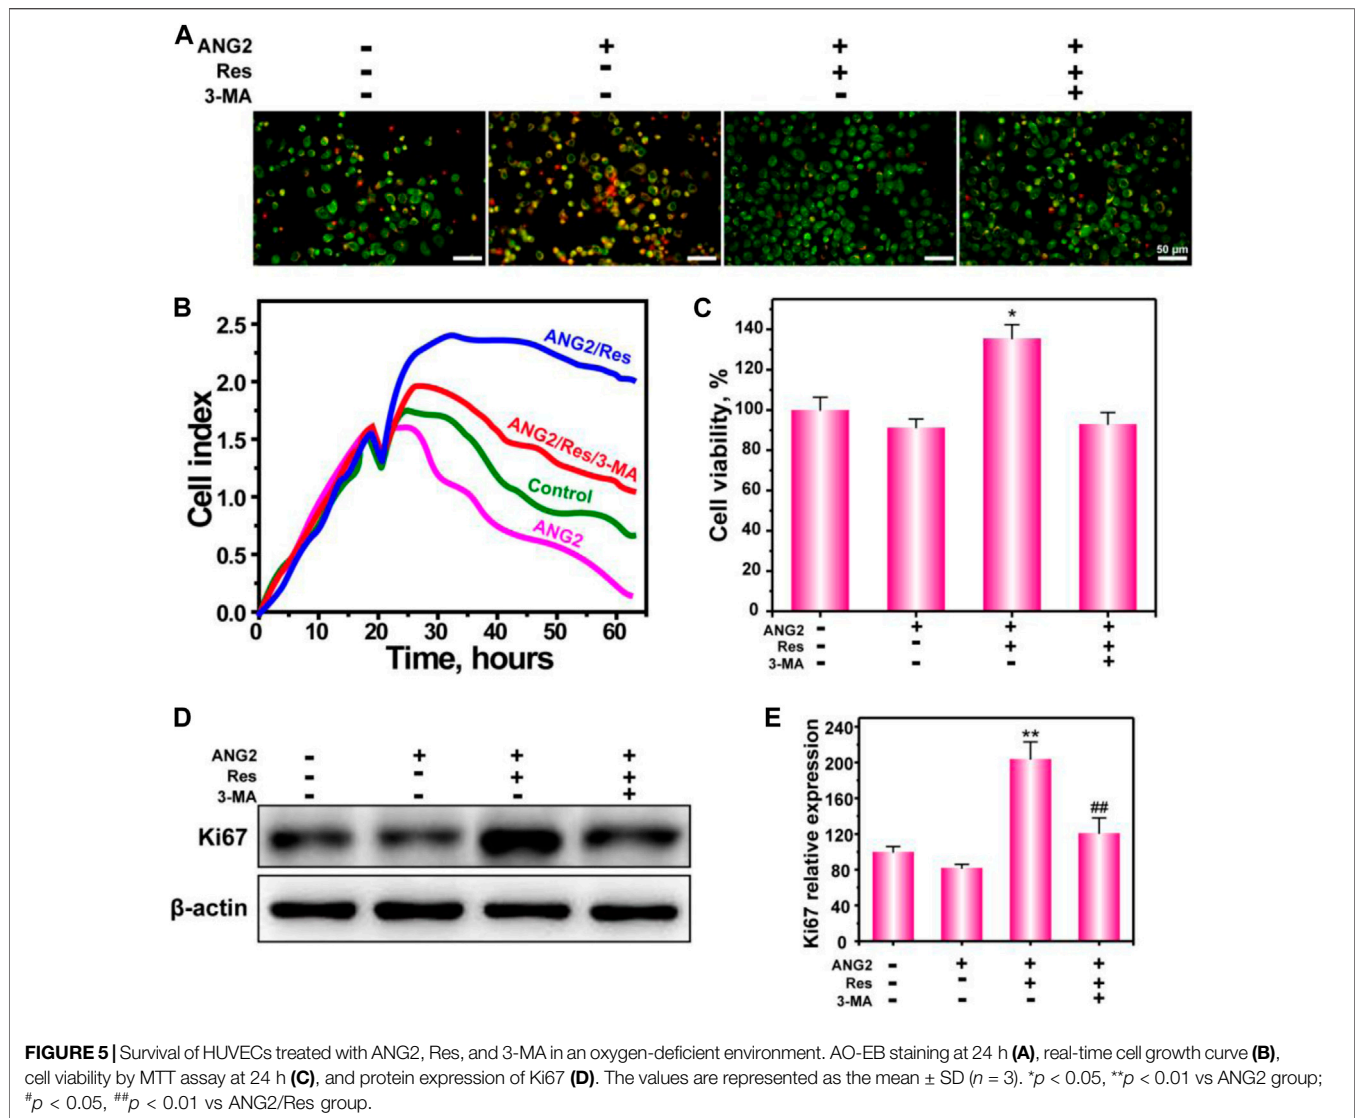 A
ANG2 - + + +
Res - - + +
3-MA - - - +
50 μm
B
Cell index
2.5
2.0
1.5
1.0
0.5
0.0
0 10 20 30 40 50 60
Time, hours
ANG2/Res
ANG2/Res/3-MA
Control
ANG2
C
Cell viability, %
140
120
100
80
60
40
20
0
*
ANG2 - + + +
Res - - + +
3-MA - - - +
D
ANG2 - + + +
Res - - + +
3-MA - - - +
Ki67
β-actin
E
Ki67 relative expression
240
200
160
120
80
40
0
**
##
ANG2 - + + +
Res - - + +
3-MA - - - +
FIGURE 5 | Survival of HUVECs treated with ANG2, Res, and 3-MA in an oxygen-deficient environment. AO-EB staining at 24 h (A), real-time cell growth curve (B),
cell viability by MTT assay at 24 h (C), and protein expression of Ki67 (D). The values are represented as the mean ± SD (n = 3). *p < 0.05, **p < 0.01 vs ANG2 group;
#p < 0.05, ##p < 0.01 vs ANG2/Res group.